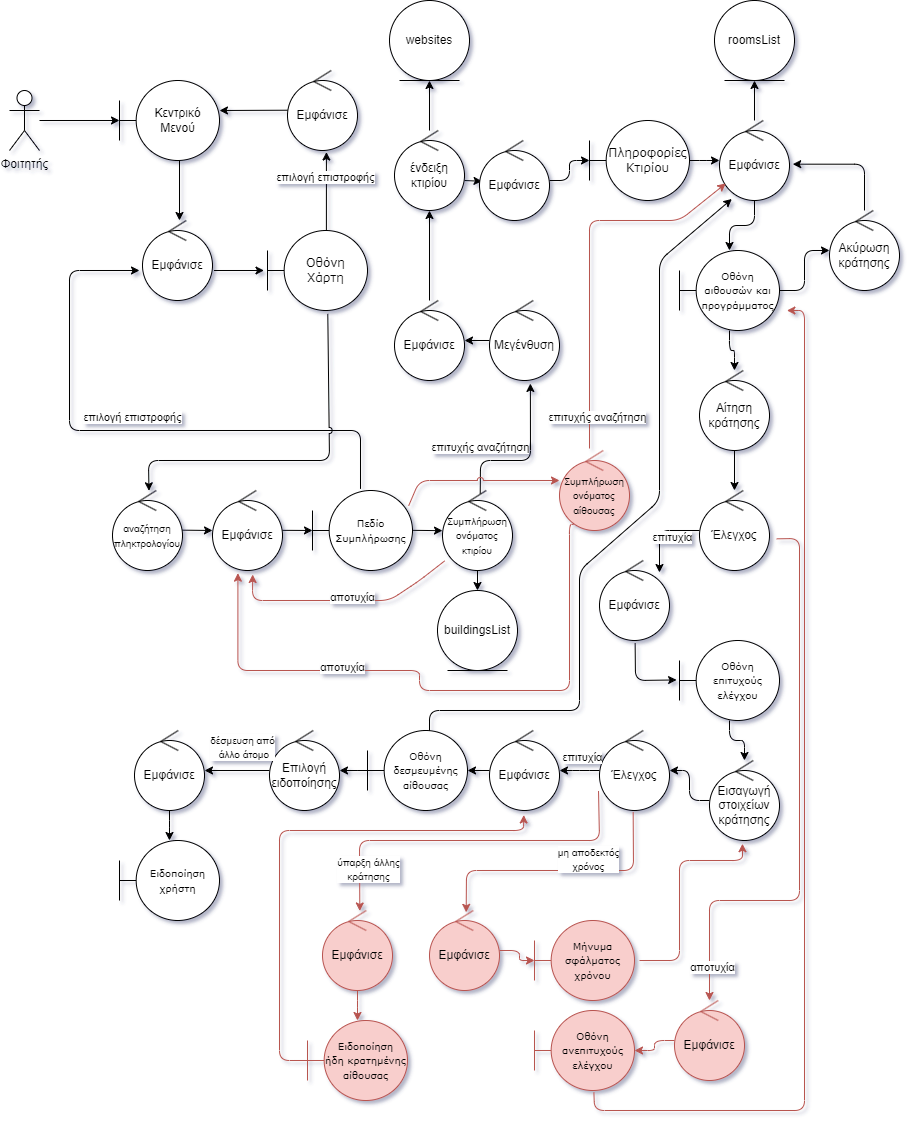 websites
roomsList
Κεντρικό
Μενού
Εμφάνισε
Φοιτητής
επιλογή επιστροφής
ένδειξη
κτιρίου
Εμφάνισε
Πληροφορίες
Κτιρίου
Εμφάνισε
Εμφάνισε
Οθόνη
Χάρτη
Ακύρωση
κράτησης
Οθόνη
αιθουσών και
προγράμματος
Εμφάνισε
Μεγένθυση
επιλογή επιστροφής
επιτυχής αναζήτηση
επιτυχής αναζήτηση
Αίτηση
κράτησης
αναζήτηση
πληκτρολογίου
Εμφάνισε
Πεδίο
Συμπλήρωσης
Συμπλήρωση
ονόματος
κτιρίου
Συμπλήρωση
ονόματος
αίθουσας
Έλεγχος
επιτυχία
αποτυχία
buildingsList
Εμφάνισε
αποτυχία
Οθόνη
επιτυχούς
ελέγχου
Εμφάνισε
δέσμευση από
άλλο άτομο
Επιλογή
ειδοποίησης
Οθόνη
δεσμευμένης
αίθουσας
Εμφάνισε
επιτυχία
Έλεγχος
Εισαγωγή
στοιχείων
κράτησης
Ειδοποίηση
χρήστη
ύπαρξη άλλης
κράτησης
μη αποδεκτός
χρόνος
Εμφάνισε
Εμφάνισε
Μήνυμα
σφάλματος
χρόνου
αποτυχία
Ειδοποίηση
ήδη κρατημένης
αίθουσας
Οθόνη
ανεπιτυχούς
ελέγχου
Εμφάνισε